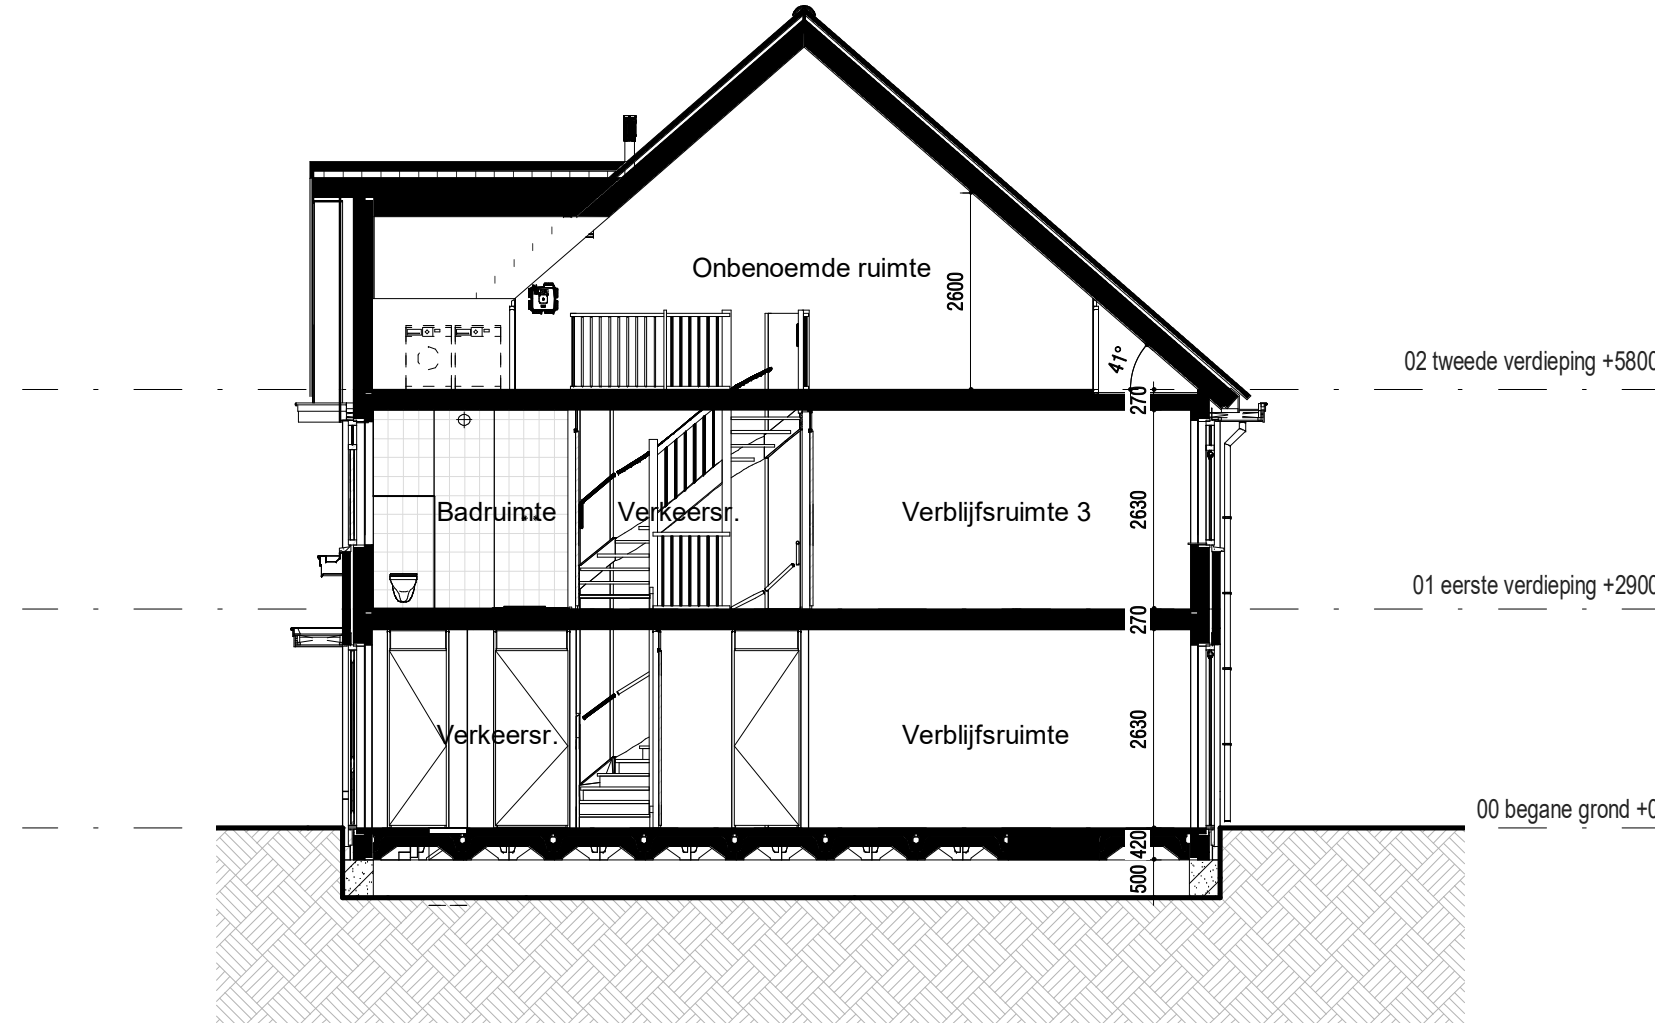 Onbenoemde ruimte
2600
41°
02 tweede verdieping +5800
270
Badruimte
Verkeersr.
Verblijfsruimte 3
2630
01 eerste verdieping +2900
270
Verkeersr.
Verblijfsruimte
2630
00 begane grond +0
420
500